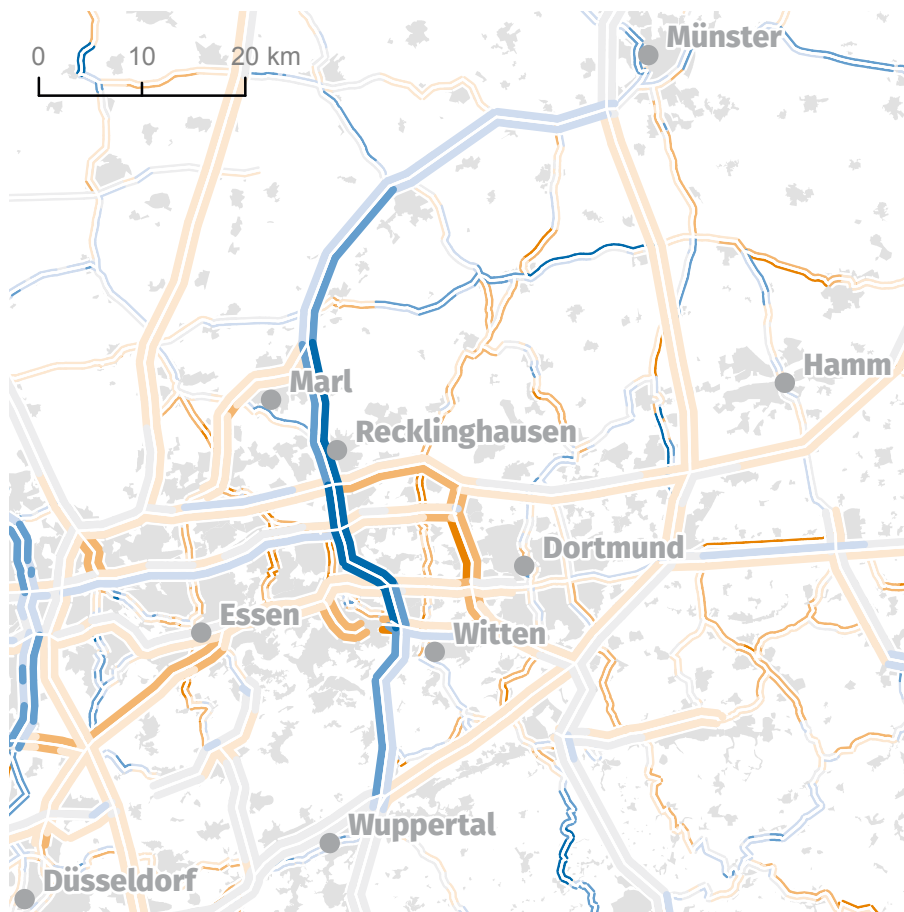 Münster
0 10 20 km
Hamm
Marl
Recklinghausen
Dortmund
Essen
Witten
Wuppertal
Düsseldorf